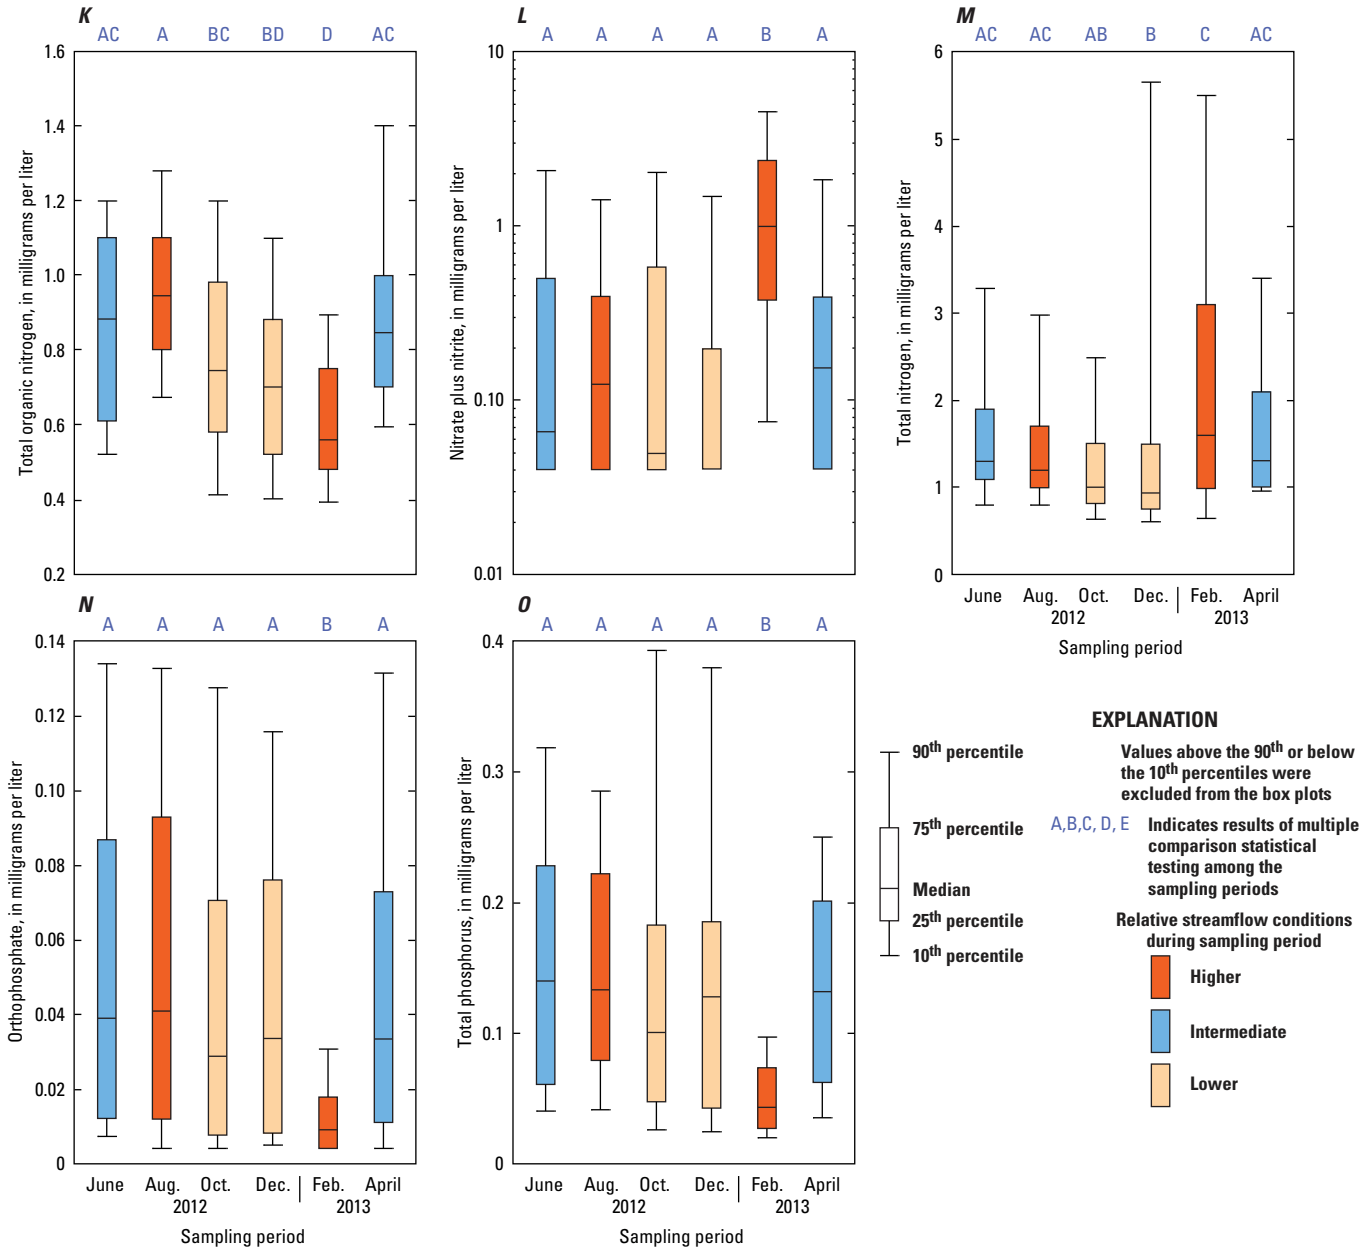 K
AC A BC BD D AC
Total organic nitrogen, in milligrams per liter
1.6
1.4
1.2
1.0
0.8
0.6
0.4
0.2
L
A A A A B A
Nitrate plus nitrite, in milligrams per liter
10
1
0.10
0.01
M
AC AC AB B C AC
Total nitrogen, in milligrams per liter
6
5
4
3
2
1
0
June Aug. Oct. Dec. Feb. April
2012 2013
Sampling period
N
A A A A B A
Orthophosphate, in milligrams per liter
0.14
0.12
0.10
0.08
0.06
0.04
0.02
0
June Aug. Oct. Dec. Feb. April
2012 2013
Sampling period
O
A A A A B A
Total phosphorus, in milligrams per liter
0.4
0.3
0.2
0.1
0
June Aug. Oct. Dec. Feb. April
2012 2013
Sampling period
EXPLANATION
90th percentile
75th percentile
Median
25th percentile
10th percentile
Values above the 90th or below
the 10th percentiles were
excluded from the box plots
A,B,C, D, E Indicates results of multiple
comparison statistical
testing among the
sampling periods
Relative streamflow conditions
during sampling period
Higher
Intermediate
Lower